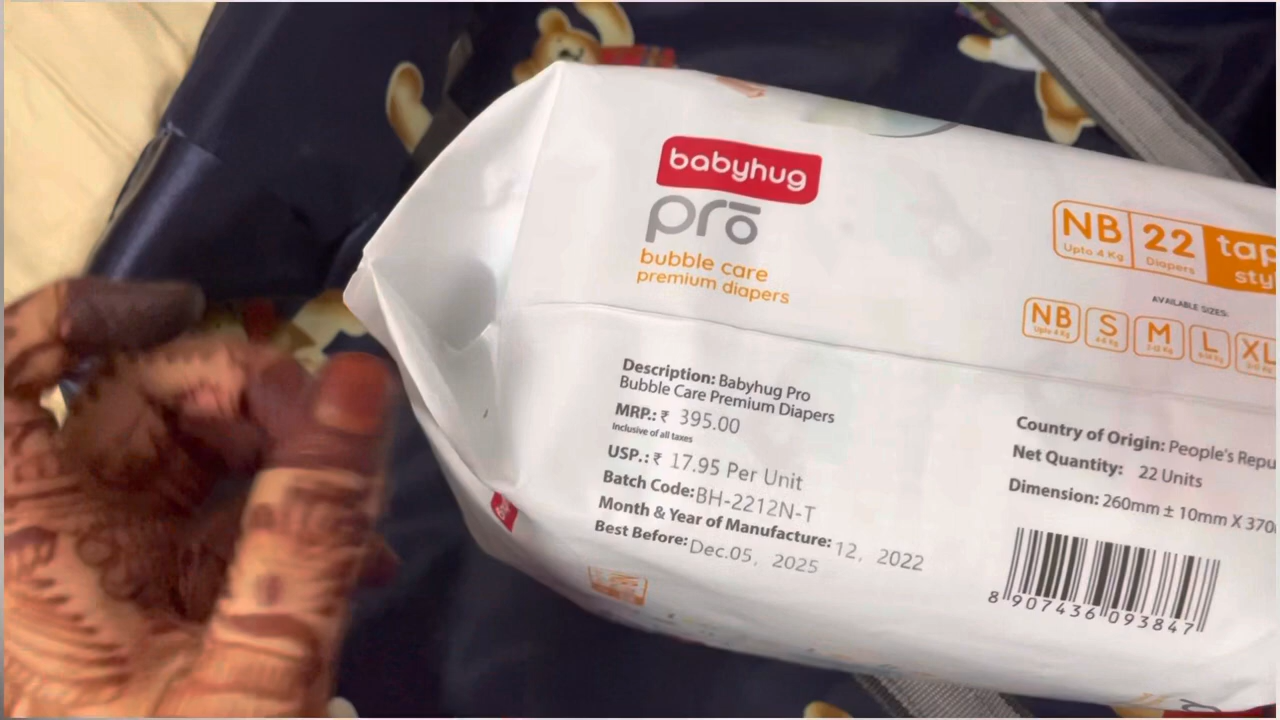 babyhug
prō
bubble care
premium diapers
NB 22
Upto 4 Kg Diapers
AVAILABLE SIZES:
NB S M L XL
Upto 4 Kg
Description: Babyhug Pro
Bubble Care Premium Diapers
MRP.: ₹ 395.00
Inclusive of all taxes
USP.: ₹ 17.95 Per Unit
Batch Code: BH-2212N-T
Month & Year of Manufacture: 12, 2022
Best Before: Dec.05, 2025
Country of Origin: People's
Net Quantity: 22 Units
Dimension: 260mm ± 10mm X
8 907436 093847